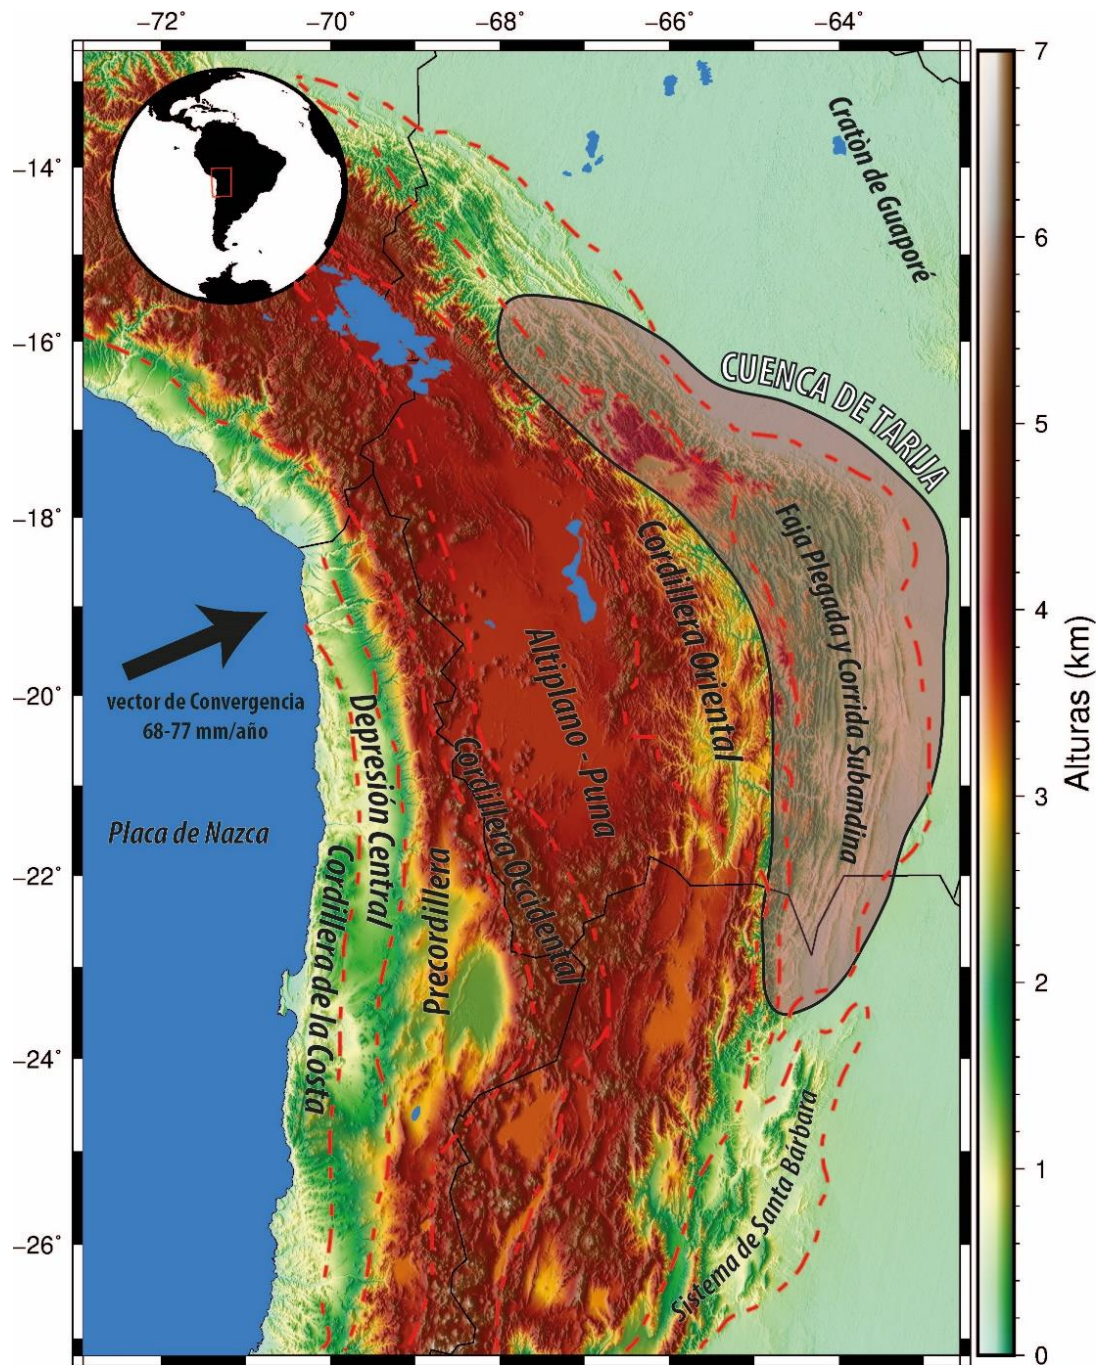 −72° −70° −68° −66° −64°
−14°
−16°
−18°
−20°
−22°
−24°
−26°
Cratòn de Guaporé
CUENCA DE TARIJA
Faja Plegada y Corrida Subandina
Cordillera Oriental
Altiplano - Puna
Cordillera Occidental
vector de Convergencia
68-77 mm/año
Placa de Nazca
Depresión Central
Cordillera de la Costa
Precordillera
Sistema de Santa Bárbara
7
6
5
4
3
2
1
0
Alturas (km)